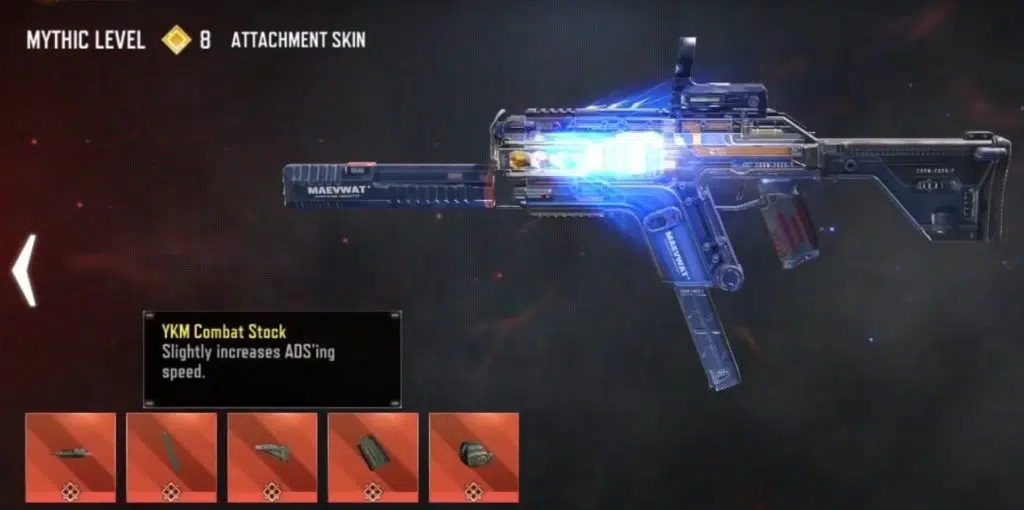 MYTHIC LEVEL 8 ATTACHMENT SKIN
MAEVWAT
MAEVWAT
YKM Combat Stock
Slightly increases ADS'ing
speed.